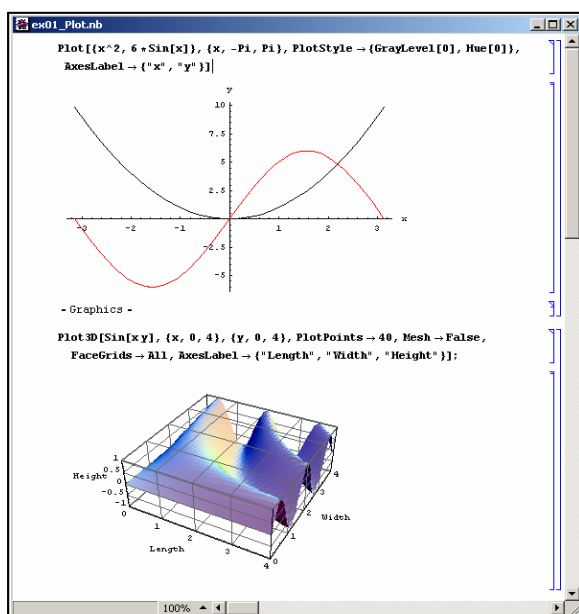 ex01_Plot.nb
Plot[{x^2, 6*Sin[x]}, {x, -Pi, Pi}, PlotStyle→{GrayLevel[0], Hue[0]},
AxesLabel→{"x", "y"}]
y
10
7.5
5
2.5
-3 -2 -1 1 2 3 x
-2.5
-5
- Graphics -
Plot3D[Sin[x y], {x, 0, 4}, {y, 0, 4}, PlotPoints→40, Mesh→False,
FaceGrids→All, AxesLabel→{"Length", "Width", "Height"}];
1
0.5
Height 0
-0.5
-1
0
1
2
Length
3
4
0
1
2
Width
3
4
100%